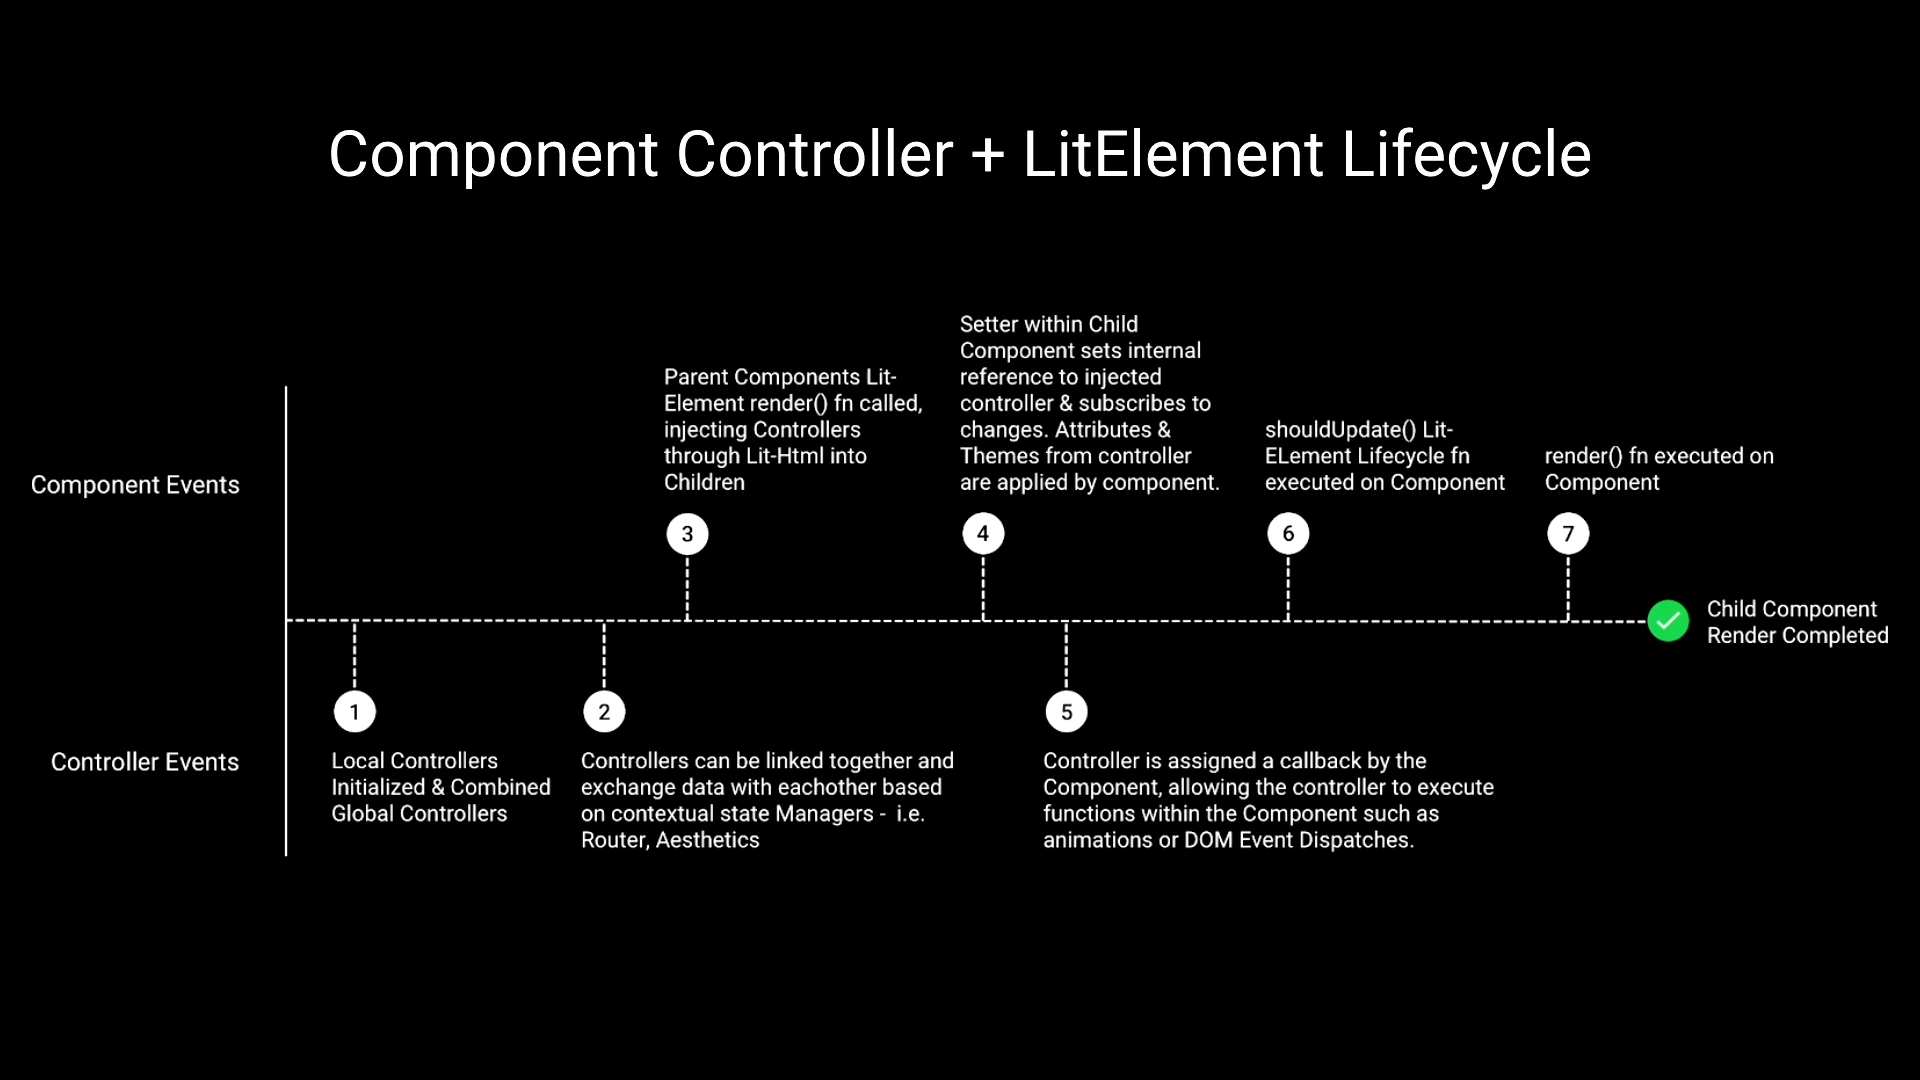 Component Controller + LitElement Lifecycle
Setter within Child
Component sets internal
reference to injected
controller & subscribes to
changes. Attributes &
Themes from controller
are applied by component.
Parent Components Lit-
Element render() fn called,
injecting Controllers
through Lit-Html into
Children
shouldUpdate() Lit-
ELement Lifecycle fn
executed on Component
render() fn executed on
Component
Component Events
3
4
6
7
Child Component
Render Completed
1
2
5
Controller Events
Local Controllers
Initialized & Combined
Global Controllers
Controllers can be linked together and
exchange data with eachother based
on contextual state Managers -  i.e.
Router, Aesthetics
Controller is assigned a callback by the
Component, allowing the controller to execute
functions within the Component such as
animations or DOM Event Dispatches.